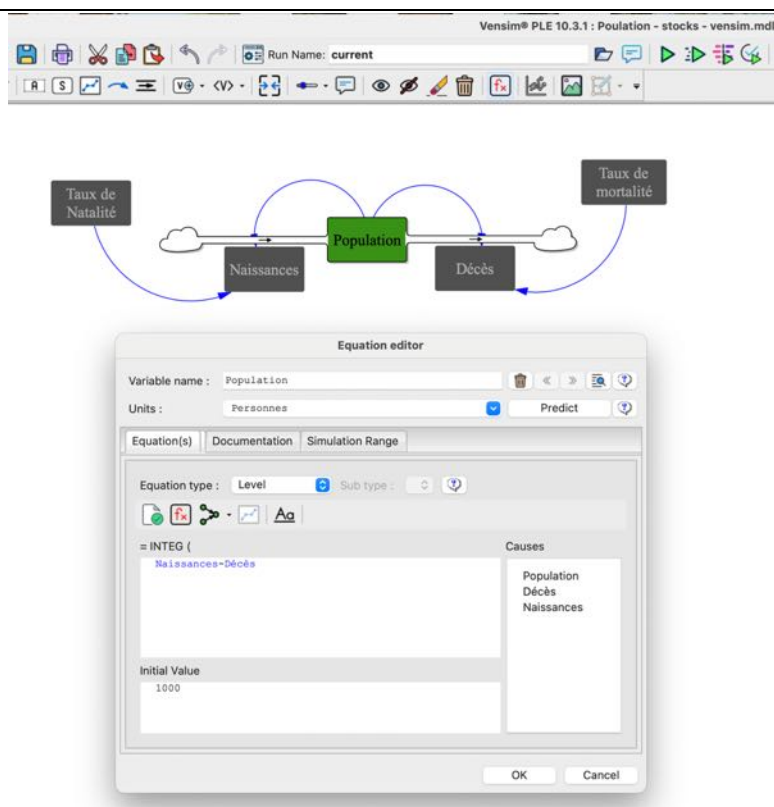 Vensim® PLE 10.3.1 : Poulation - stocks - vensim.mdl
Run Name: current
Taux de
Natalité
Taux de
mortalité
Population
Naissances
Décès
Equation editor
Variable name : Population
Units : Personnes Predict
Equation(s) Documentation Simulation Range
Equation type : Level Sub type :
Aa
= INTEG ( Causes
Naissances-Décès
Population
Décès
Naissances
Initial Value
1000
OK Cancel